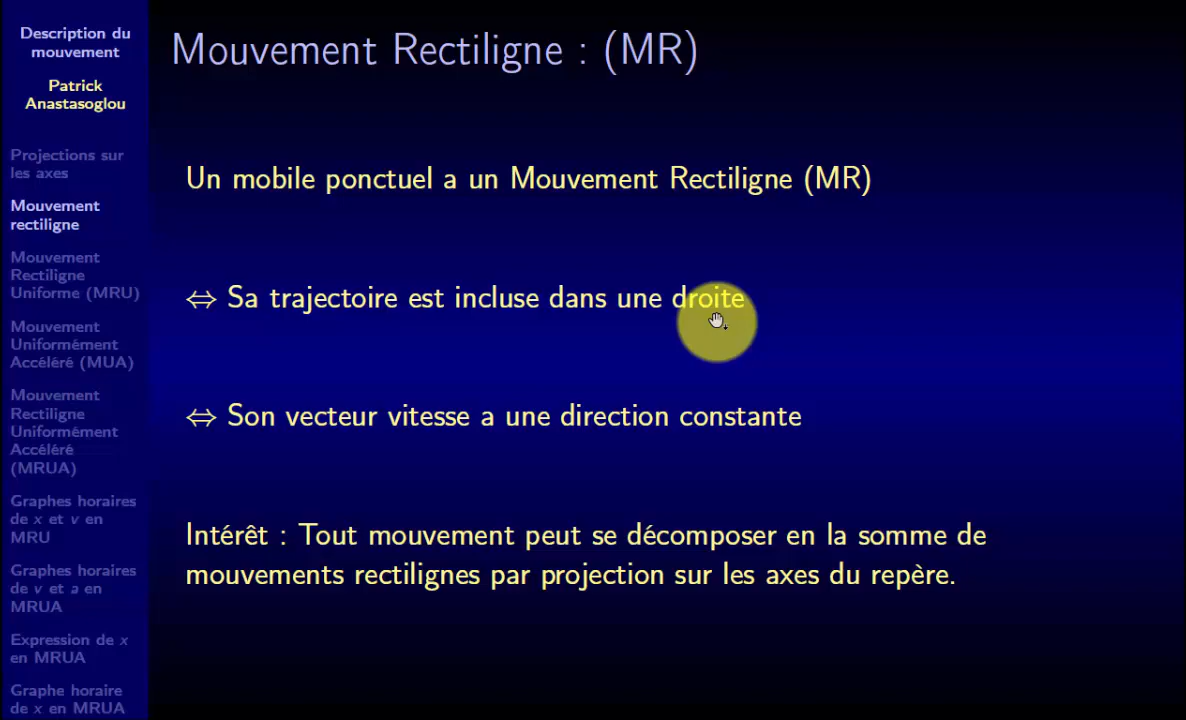 Description du
mouvement
Patrick
Anastasoglou
Projections sur
les axes
Mouvement
rectiligne
Mouvement
Rectiligne
Uniforme (MRU)
Mouvement
Uniformément
Accéléré (MUA)
Mouvement
Rectiligne
Uniformément
Accéléré
(MRUA)
Graphes horaires
de x et v en
MRU
Graphes horaires
de v et a en
MRUA
Expression de x
en MRUA
Graphe horaire
de x en MRUA
Mouvement Rectiligne : (MR)
Un mobile ponctuel a un Mouvement Rectiligne (MR)
⇔ Sa trajectoire est incluse dans une droite
⇔ Son vecteur vitesse a une direction constante
Intérêt : Tout mouvement peut se décomposer en la somme de
mouvements rectilignes par projection sur les axes du repère.